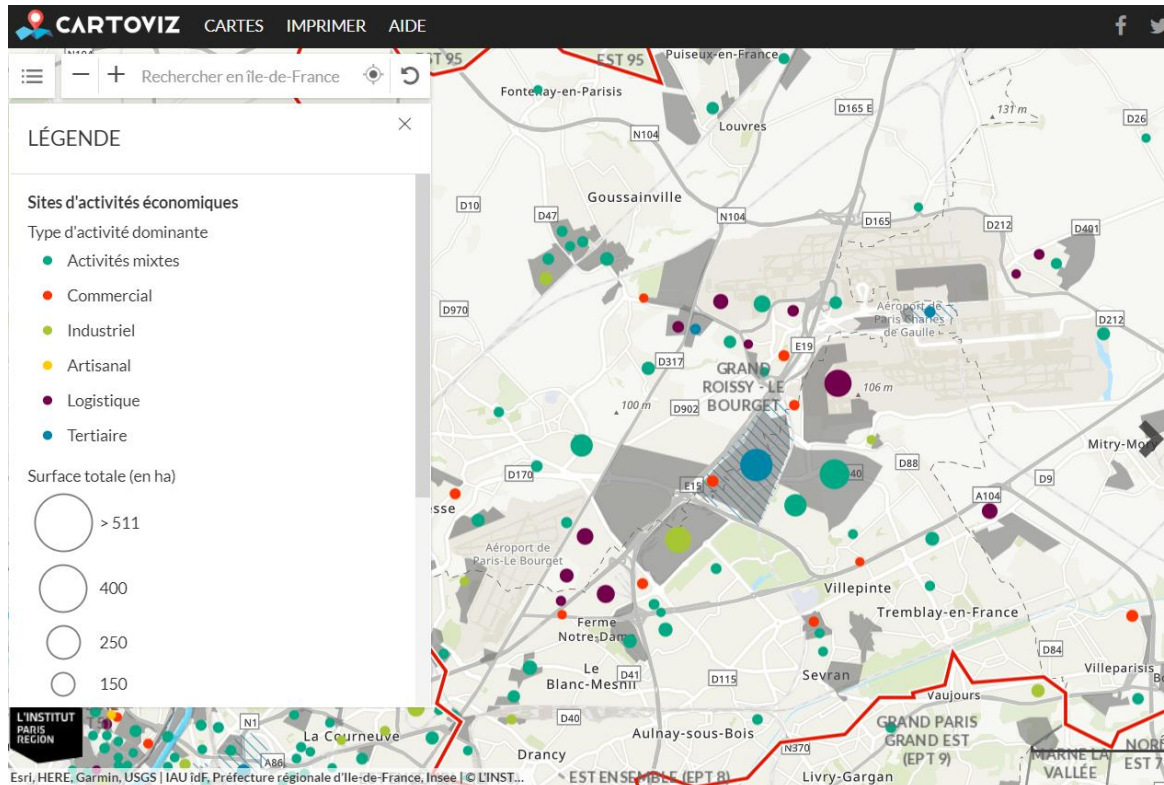 CARTOVIZ CARTES IMPRIMER AIDE
Rechercher en île-de-France
LÉGENDE
Sites d'activités économiques
Type d'activité dominante
Activités mixtes
Commercial
Industriel
Artisanal
Logistique
Tertiaire
Surface totale (en ha)
> 511
400
250
150
L'INSTITUT
PARIS
REGION
Esri, HERE, Garmin, USGS | IAU îdF, Préfecture régionale d'Ile-de-France, Insee | © L'INST...
EST 95
Puiseux-en-France
Fontenay-en-Parisis
D165 E
131 m
D26
N104
Louvres
Goussainville
D10
D47
N104
D165
D212
D401
D970
Aéroport de
Paris Charles
de Gaulle
D212
E19
D317
GRAND
ROISSY - LE
BOURGET
106 m
100 m
D902
Mitry-Mory
D170
E15
D88
D9
A104
Aéroport de
Paris-Le Bourget
Villepinte
Tremblay-en-France
Ferme
Notre-Dame
D84
Le
Blanc-Mesnil
D41
D115
Sevran
Villeparisis
Vaujours
D40
Aulnay-sous-Bois
GRAND PARIS
GRAND EST
(EPT 9)
N1
La Courneuve
A86
Drancy
N370
MARNE LA
VALLÉE
EST ENSEMBLE (EPT 8)
Livry-Gargan